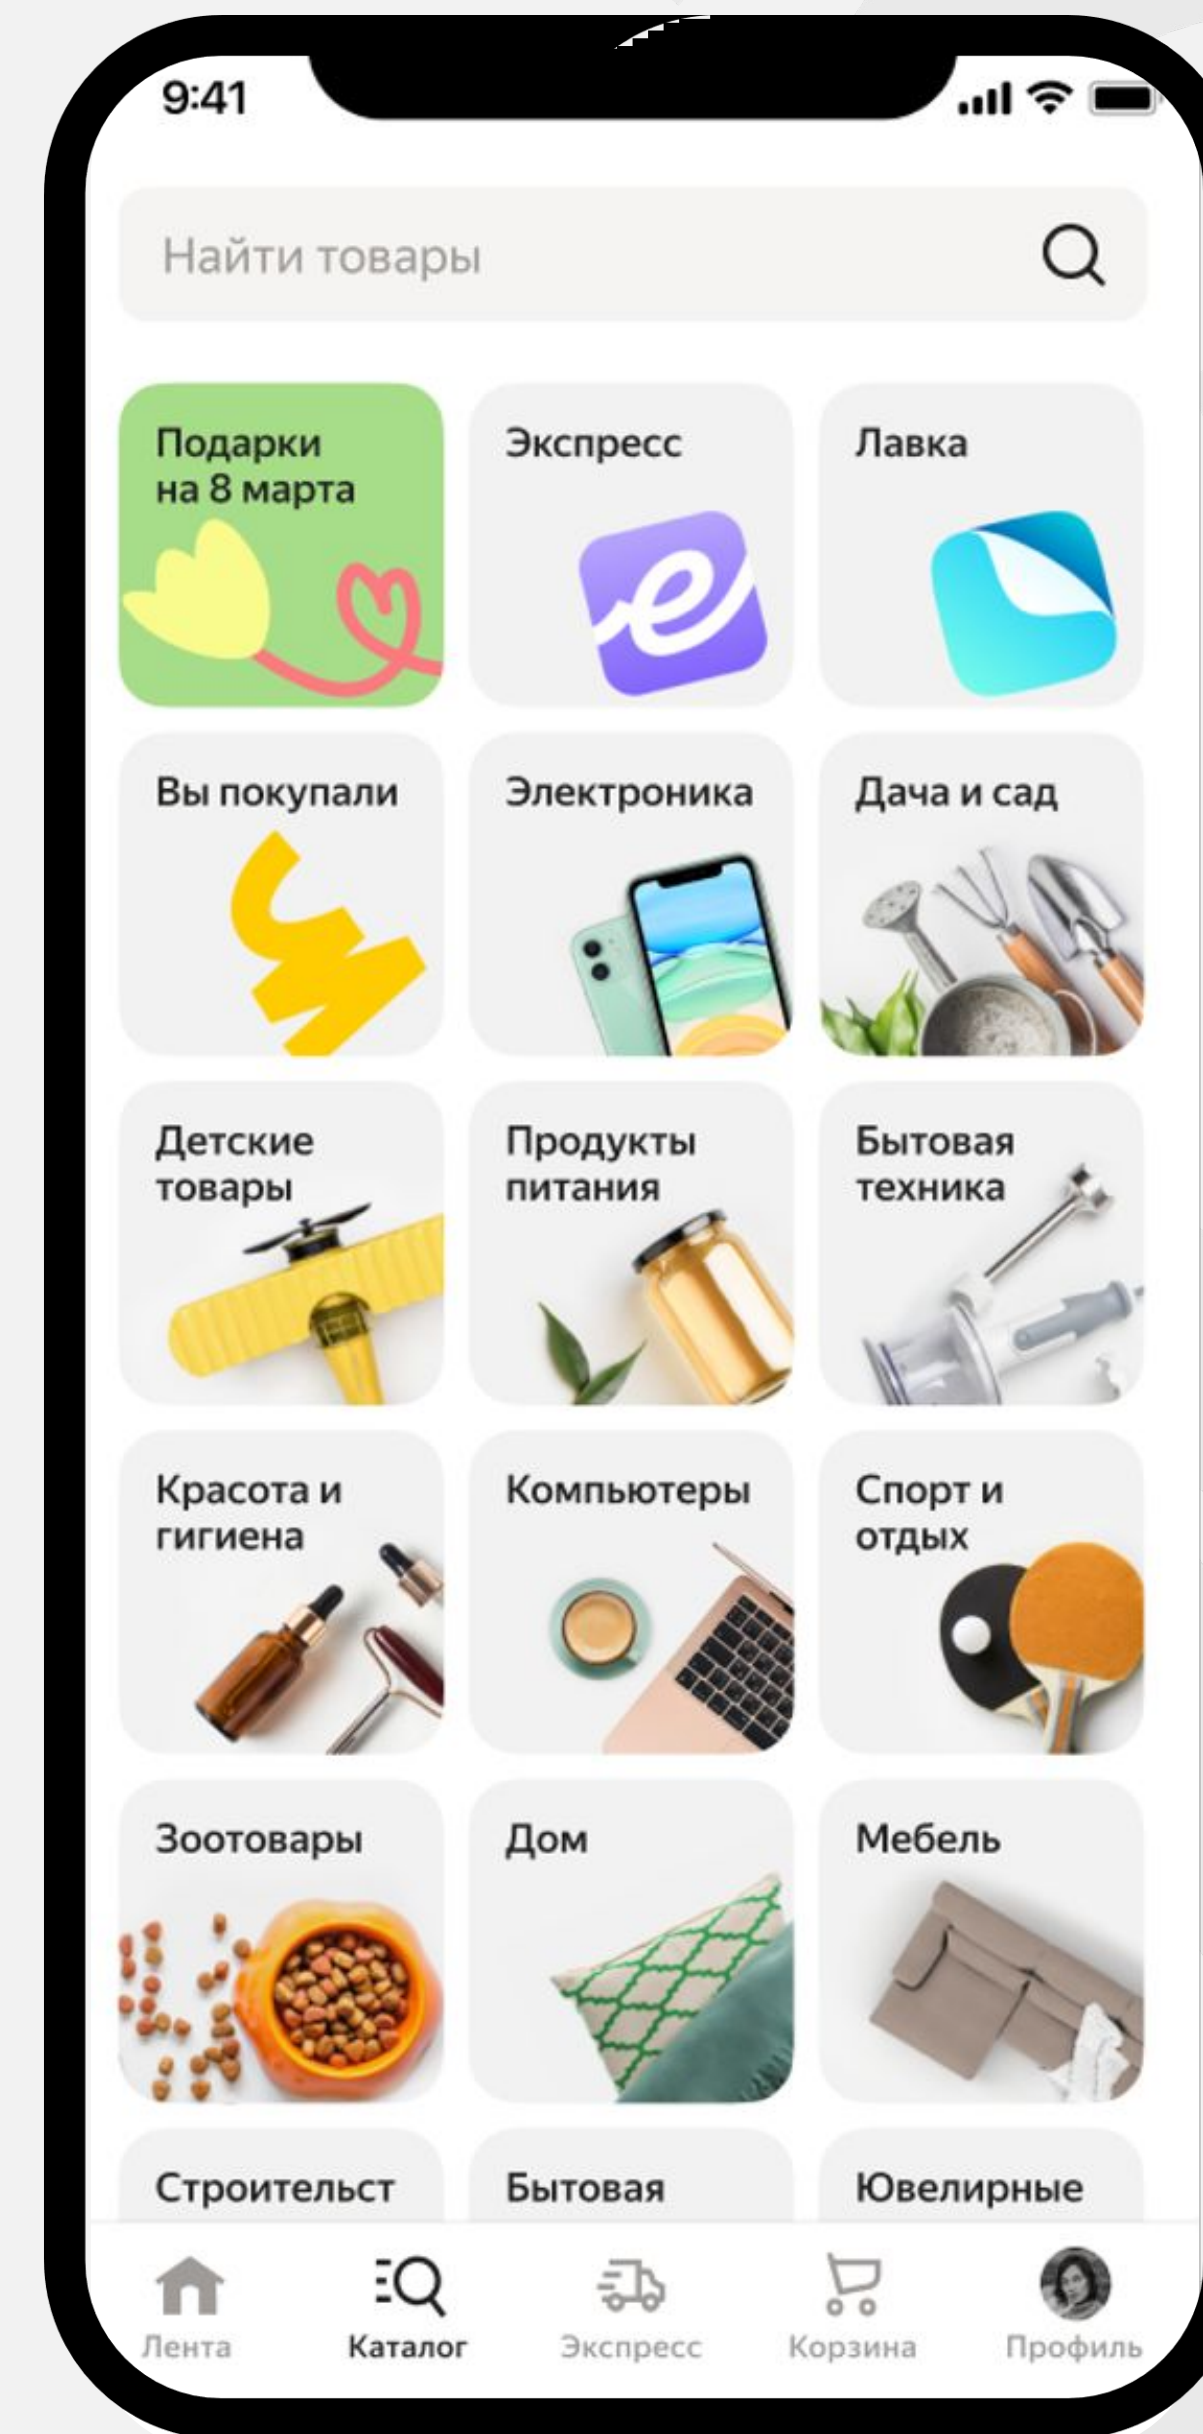 9:41
Найти товары
Подарки
на 8 марта
Экспресс
Лавка
Вы покупали
Электроника
Дача и сад
Детские
товары
Продукты
питания
Бытовая
техника
Красота и
гигиена
Компьютеры
Спорт и
отдых
Зоотовары
Дом
Мебель
Строительст
Бытовая
Ювелирные
Лента
Каталог
Экспресс
Корзина
Профиль